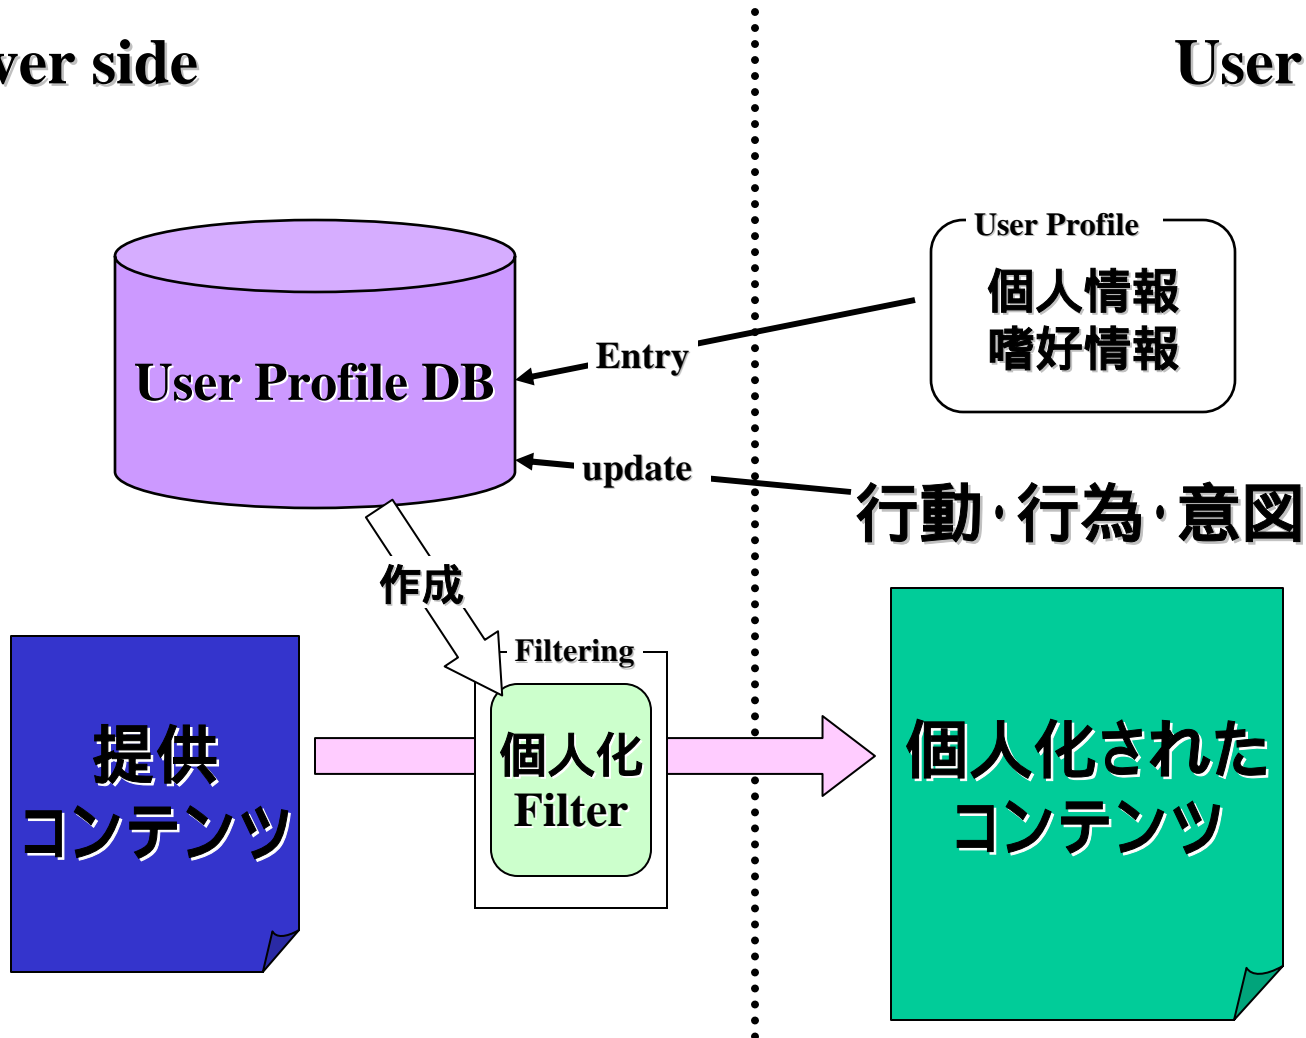 ver side
User
User Profile
個人情報
嗜好情報
Entry
User Profile DB
update
行動·行為·意図
作成
Filtering
提供
コンテンツ
個人化
Filter
個人化された
コンテンツ